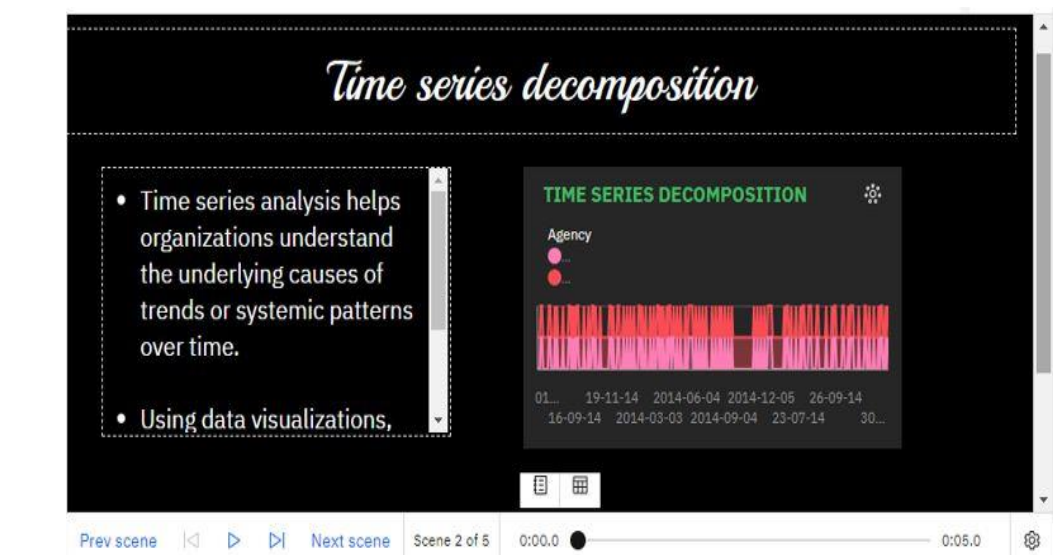 Time series decomposition
• Time series analysis helps
organizations understand
the underlying causes of
trends or systemic patterns
over time.
• Using data visualizations,
TIME SERIES DECOMPOSITION
Agency
...
...
01... 19-11-14 2014-06-04 2014-12-05 26-09-14
16-09-14 2014-03-03 2014-09-04 23-07-14 30...
Prev scene Next scene Scene 2 of 5 0:00.0 0:05.0